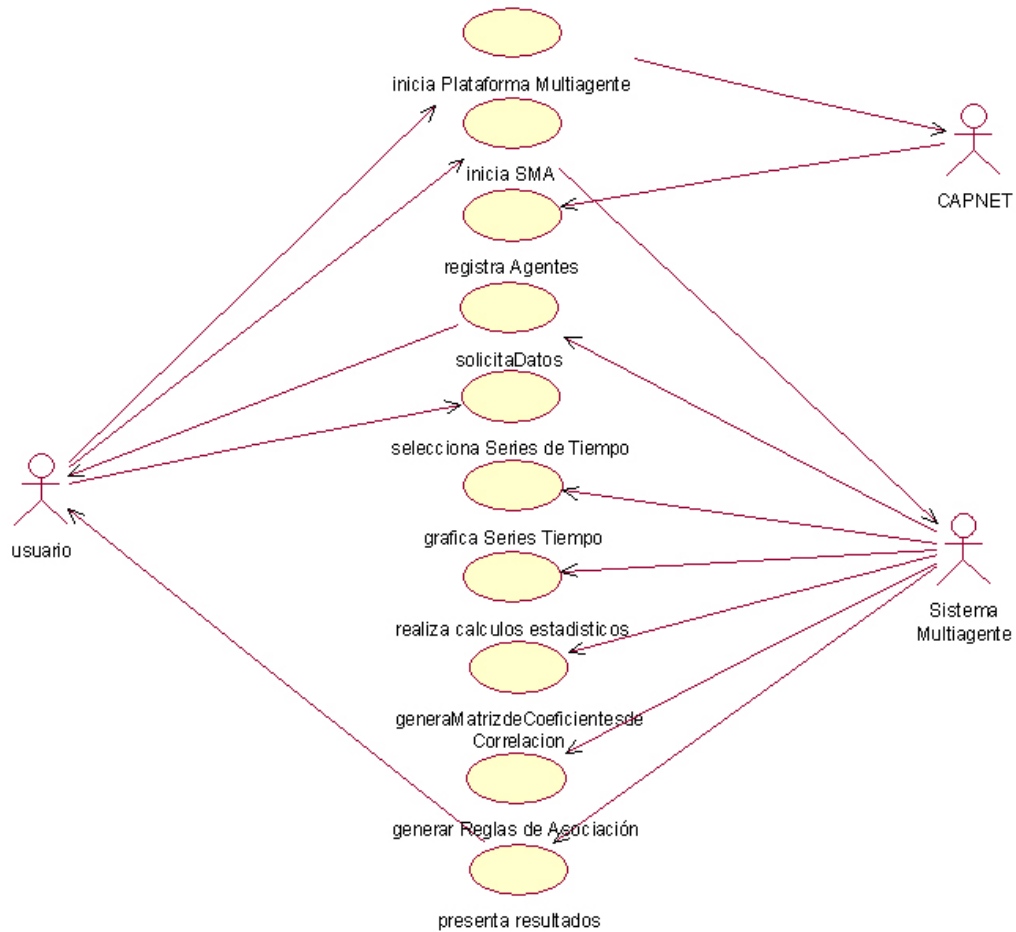 inicia Plataforma Multiagente
inicia SMA
CAPNET
registra Agentes
solicitaDatos
selecciona Series de Tiempo
grafica Series Tiempo
usuario
realiza calculos estadisticos
Sistema
Multiagente
generaMatrizdeCoeficientesde
Correlacion
generar Reglas de Asociación
presenta resultados